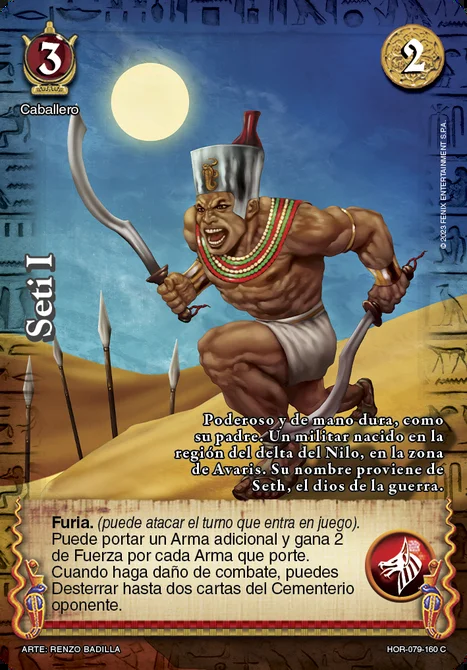 3
2
Caballero
© 2023 FENIX ENTERTAINMENT S.P.A.
Seti I
Poderoso y de mano dura, como
su padre. Un militar nacido en la
región del delta del Nilo, en la zona
de Avaris. Su nombre proviene de
Seth, el dios de la guerra.
Furia. (puede atacar el turno que entra en juego).
Puede portar un Arma adicional y gana 2
de Fuerza por cada Arma que porte.
Cuando haga daño de combate, puedes
Desterrar hasta dos cartas del Cementerio
oponente.
ARTE: RENZO BADILLA
HOR-079-160 C